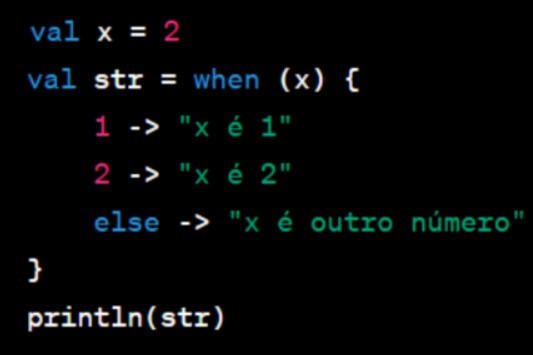 val x = 2
val str = when (x) {
    1 -> "x é 1"
    2 -> "x é 2"
    else -> "x é outro número"
}
println(str)